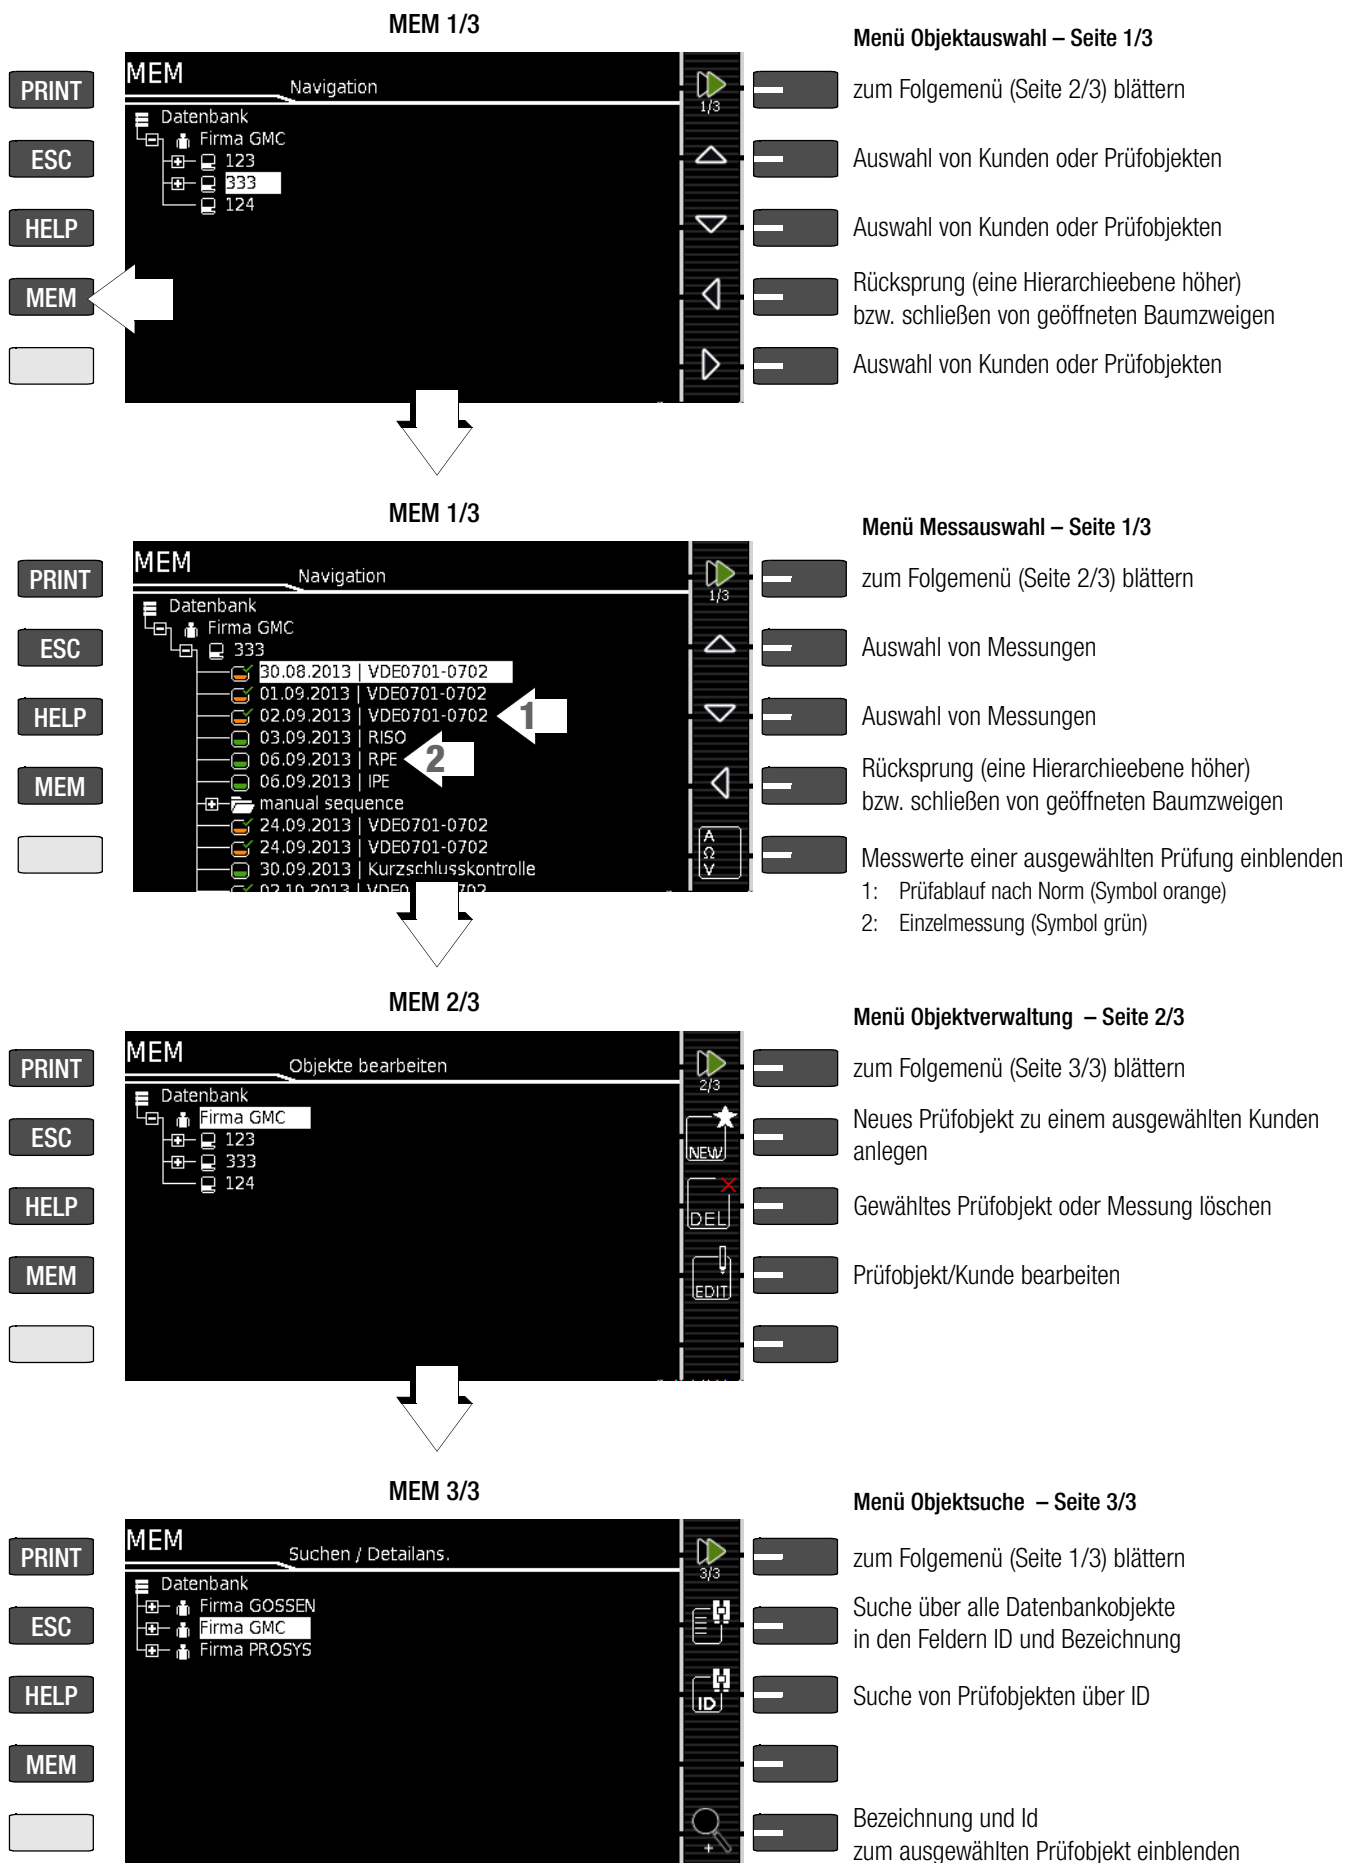 MEM 1/3
Menü Objektauswahl – Seite 1/3
MEM
Navigation
PRINT
1/3
zum Folgemenü (Seite 2/3) blättern
Datenbank
Firma GMC
ESC
123
Auswahl von Kunden oder Prüfobjekten
333
124
HELP
Auswahl von Kunden oder Prüfobjekten
MEM
Rücksprung (eine Hierarchieebene höher)
bzw. schließen von geöffneten Baumzweigen
Auswahl von Kunden oder Prüfobjekten
MEM 1/3
Menü Messauswahl – Seite 1/3
MEM
Navigation
PRINT
1/3
zum Folgemenü (Seite 2/3) blättern
Datenbank
Firma GMC
ESC
333
Auswahl von Messungen
30.08.2013 | VDE0701-0702
01.09.2013 | VDE0701-0702
HELP
02.09.2013 | VDE0701-0702
1
Auswahl von Messungen
03.09.2013 | RISO
06.09.2013 | RPE
2
MEM
06.09.2013 | IPE
Rücksprung (eine Hierarchieebene höher)
bzw. schließen von geöffneten Baumzweigen
manual sequence
24.09.2013 | VDE0701-0702
24.09.2013 | VDE0701-0702
A
Ω
V
30.09.2013 | Kurzschlusskontrolle
02.10.2013 | VDE0 702
Messwerte einer ausgewählten Prüfung einblenden
1: Prüfablauf nach Norm (Symbol orange)
2: Einzelmessung (Symbol grün)
MEM 2/3
Menü Objektverwaltung – Seite 2/3
MEM
Objekte bearbeiten
PRINT
2/3
zum Folgemenü (Seite 3/3) blättern
Datenbank
Firma GMC
ESC
123
333
124
NEW
Neues Prüfobjekt zu einem ausgewählten Kunden
anlegen
HELP
DEL
Gewähltes Prüfobjekt oder Messung löschen
MEM
EDIT
Prüfobjekt/Kunde bearbeiten
MEM 3/3
Menü Objektsuche – Seite 3/3
MEM
Suchen / Detailans.
PRINT
3/3
zum Folgemenü (Seite 1/3) blättern
Datenbank
Firma GOSSEN
Firma GMC
Firma PROSYS
ESC
Suche über alle Datenbankobjekte
in den Feldern ID und Bezeichnung
HELP
ID
Suche von Prüfobjekten über ID
MEM
Bezeichnung und Id
zum ausgewählten Prüfobjekt einblenden